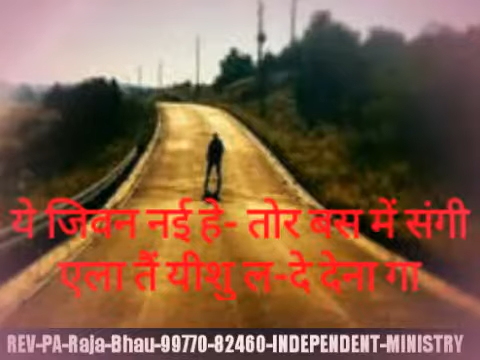 ये जिवन नई हे- तोर बस में संगी
एला तैं यीशु ल-दे देना गा
REV-PA-Raja-Bhau-99770-82460-INDEPENDENT-MINISTRY